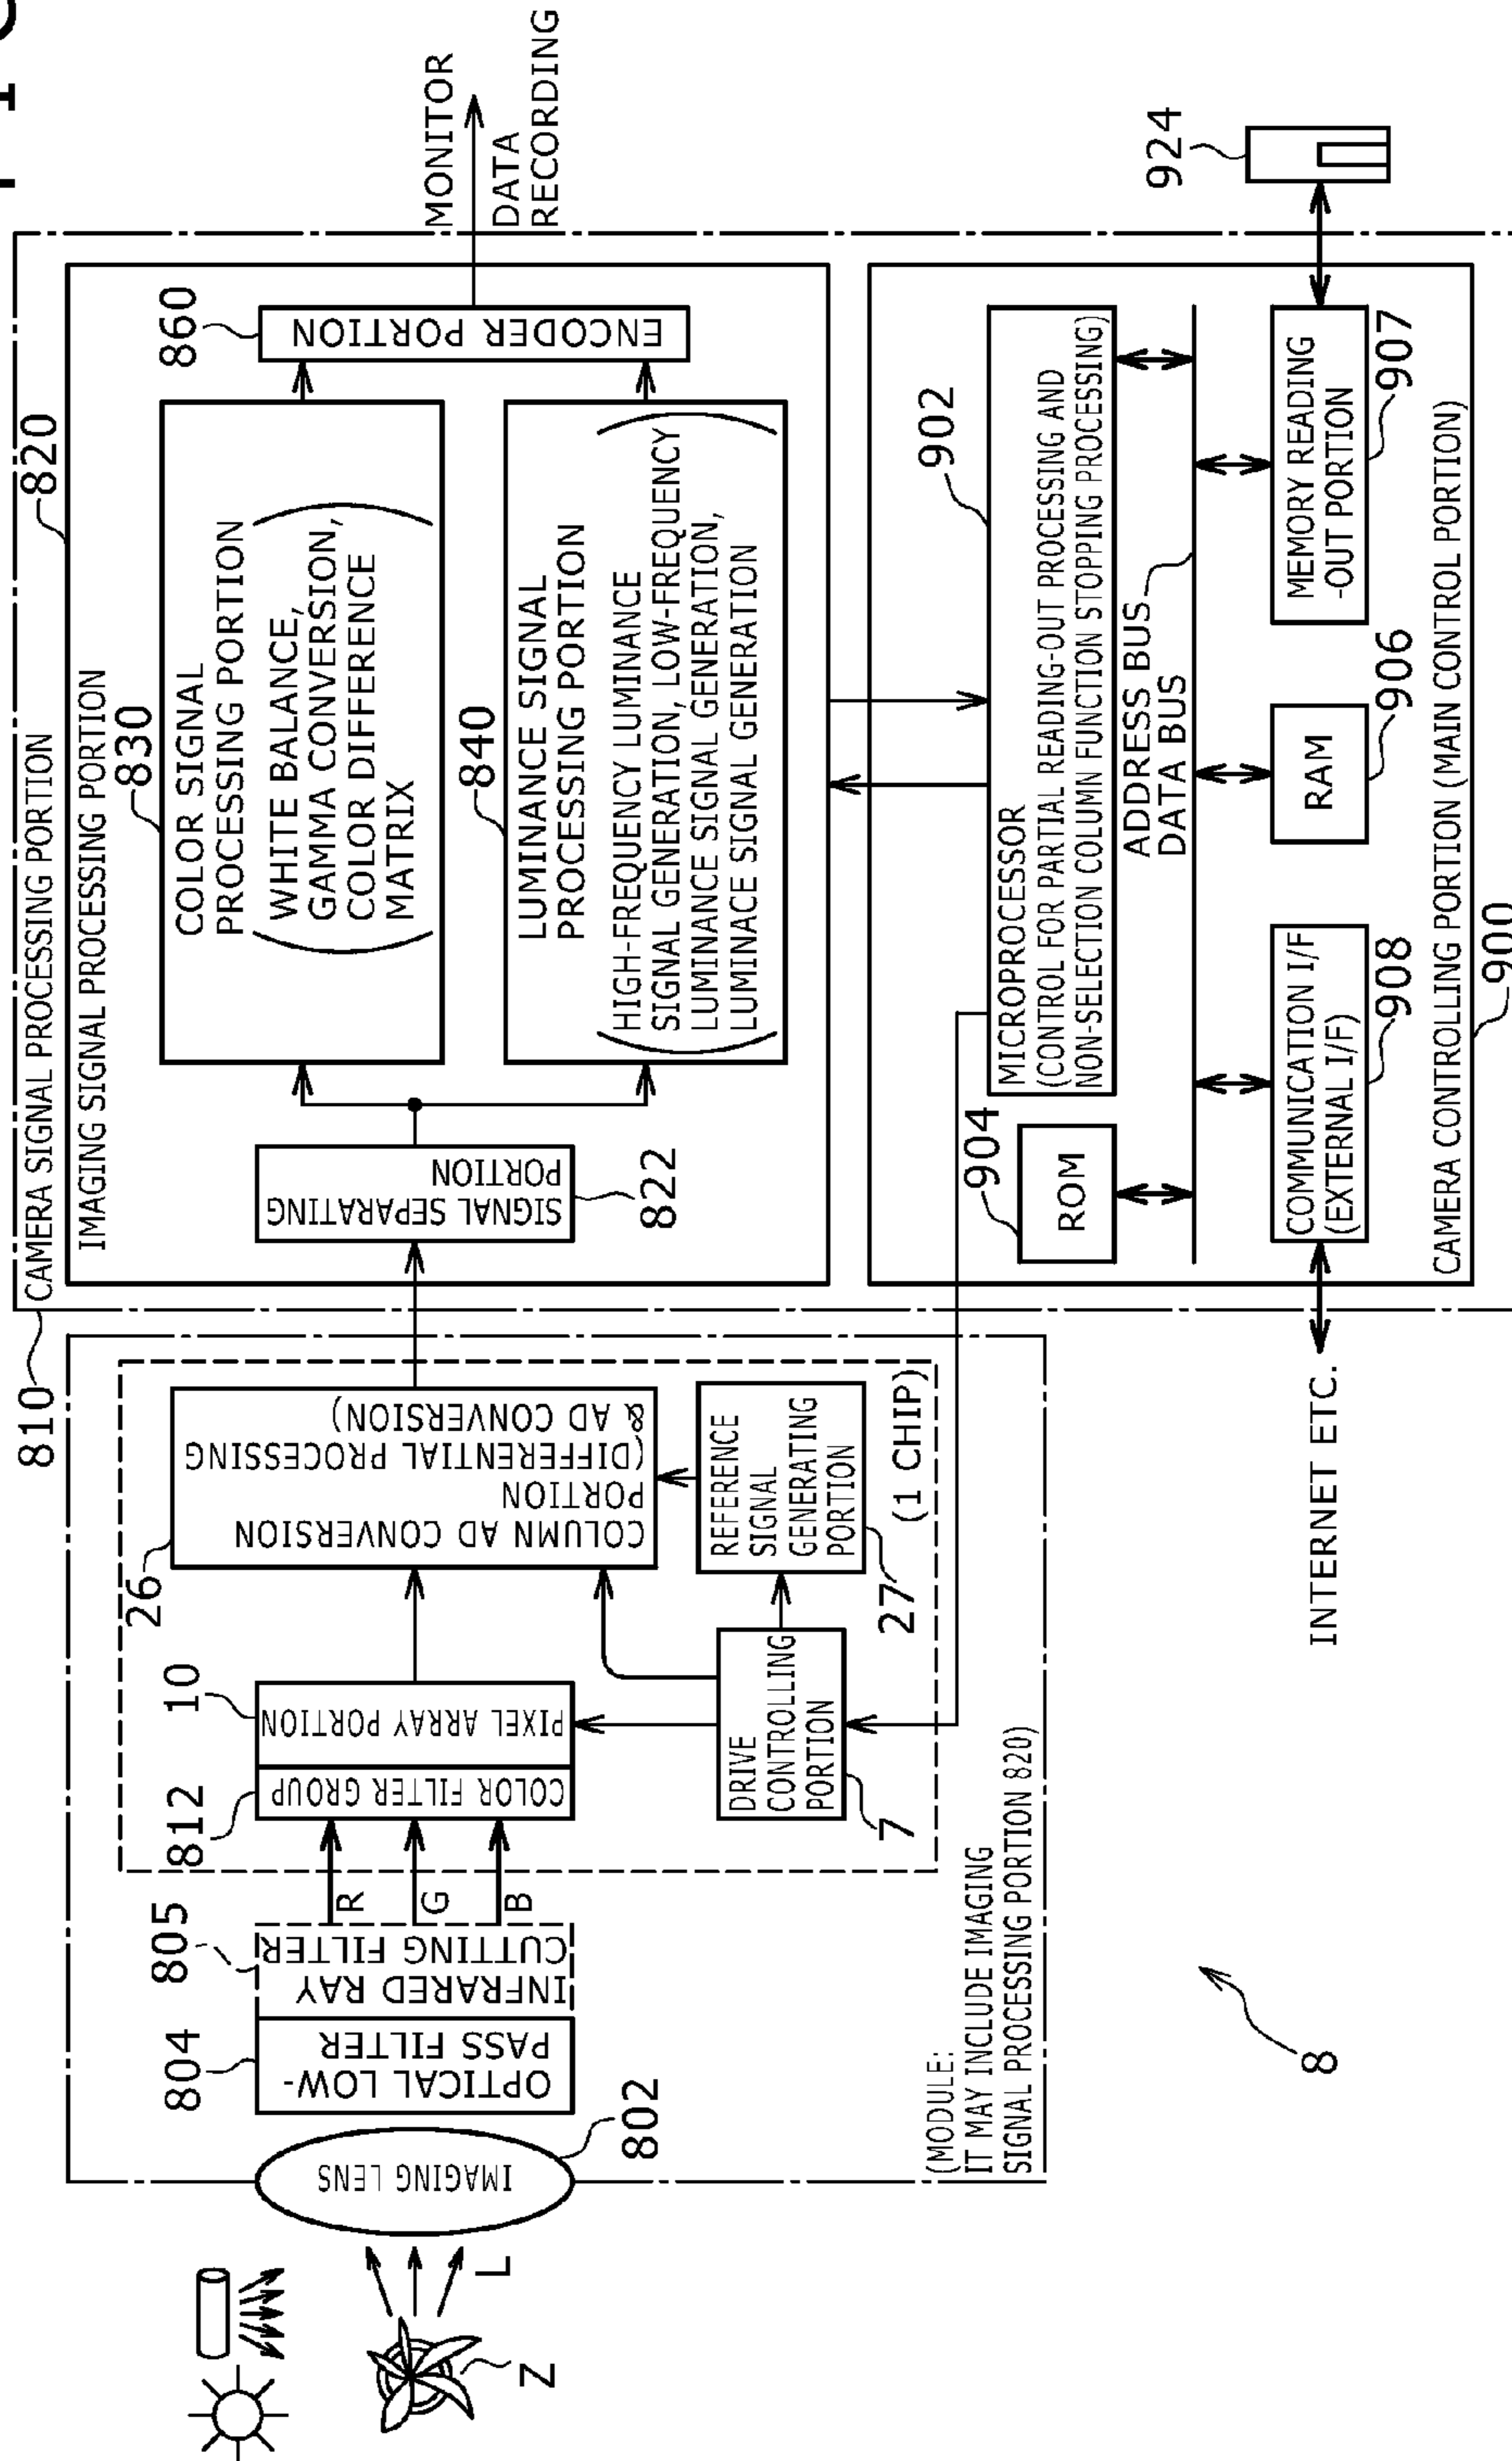 CAMERA SIGNAL PROCESSING PORTION
810
IMAGING SIGNAL PROCESSING PORTION
820
830
COLOR SIGNAL
PROCESSING PORTION
WHITE BALANCE,
GAMMA CONVERSION,
COLOR DIFFERENCE
MATRIX
840
LUMINANCE SIGNAL
PROCESSING PORTION
HIGH-FREQUENCY LUMINANCE
SIGNAL GENERATION, LOW-FREQUENCY
LUMINANCE SIGNAL GENERATION,
LUMINACE SIGNAL GENERATION
860
ENCODER PORTION
MONITOR
DATA
RECORDING
SIGNAL SEPARATING
PORTION
822
26
COLUMN AD CONVERSION
PORTION
(DIFFERENTIAL PROCESSING
& AD CONVERSION)
REFERENCE
SIGNAL
GENERATING
PORTION
27
(1 CHIP)
10
PIXEL ARRAY PORTION
812
COLOR FILTER GROUP
DRIVE
CONTROLLING
PORTION
7
R
G
B
805
INFRARED RAY
CUTTING FILTER
804
OPTICAL LOW-
PASS FILTER
802
IMAGING LENS
L
Z
(MODULE:
IT MAY INCLUDE IMAGING
SIGNAL PROCESSING PORTION 820)
8
902
MICROPROCESSOR
(CONTROL FOR PARTIAL READING-OUT PROCESSING AND
NON-SELECTION COLUMN FUNCTION STOPPING PROCESSING)
904
ROM
ADDRESS BUS
DATA BUS
COMMUNICATION I/F
(EXTERNAL I/F)
908
RAM
906
MEMORY READING
-OUT PORTION
907
924
CAMERA CONTROLLING PORTION (MAIN CONTROL PORTION)
900
INTERNET ETC.